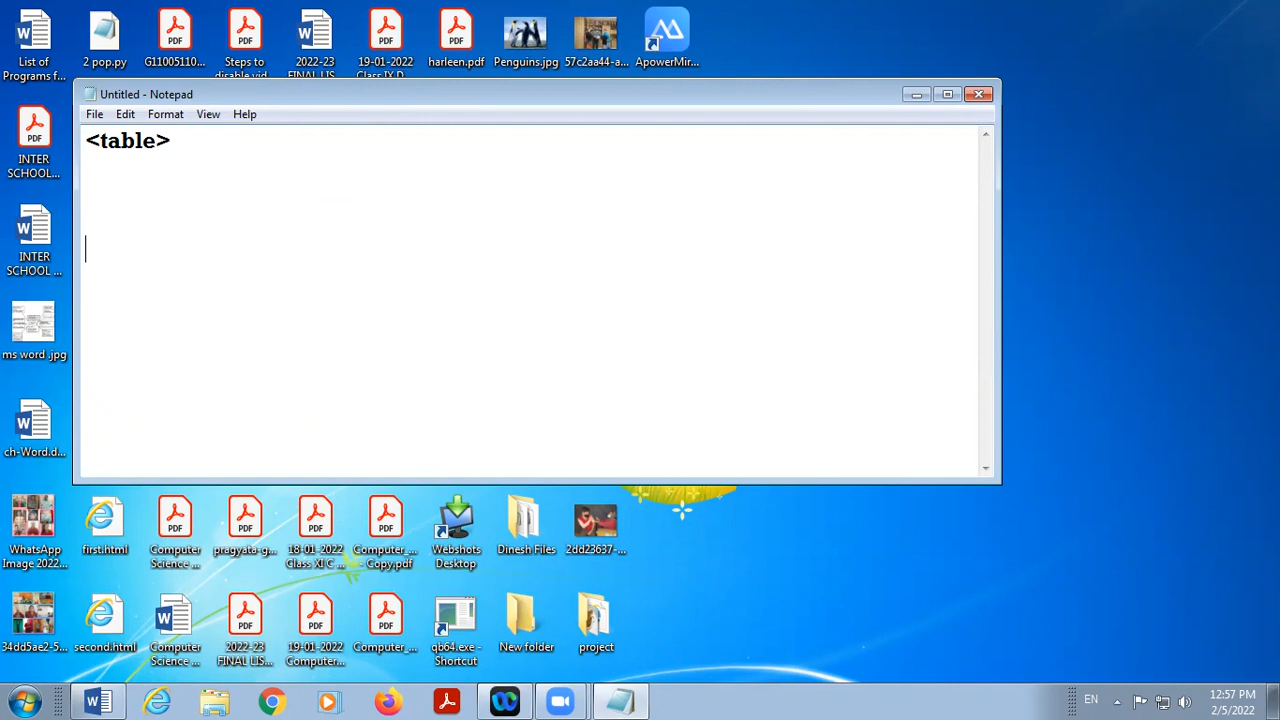 List of
Programs f...
2 pop.py
G11005110...
Steps to
disable vid
2022-23
FINAL LIS
19-01-2022
Class IX D
harleen.pdf
Penguins.jpg
57c2aa44-a...
ApowerMir...
Untitled - Notepad
File Edit Format View Help
<table>
INTER
SCHOOL...
INTER
SCHOOL ...
ms word .jpg
ch-Word.d...
WhatsApp
Image 2022...
first.html
Computer
Science ...
pragyata-g...
18-01-2022
Class XI C ...
Computer_...
- Copy.pdf
Webshots
Desktop
Dinesh Files
2dd23637-...
34dd5ae2-5...
second.html
Computer
Science ...
2022-23
FINAL LIS...
19-01-2022
Computer...
Computer_...
qb64.exe -
Shortcut
New folder
project
EN
12:57 PM
2/5/2022